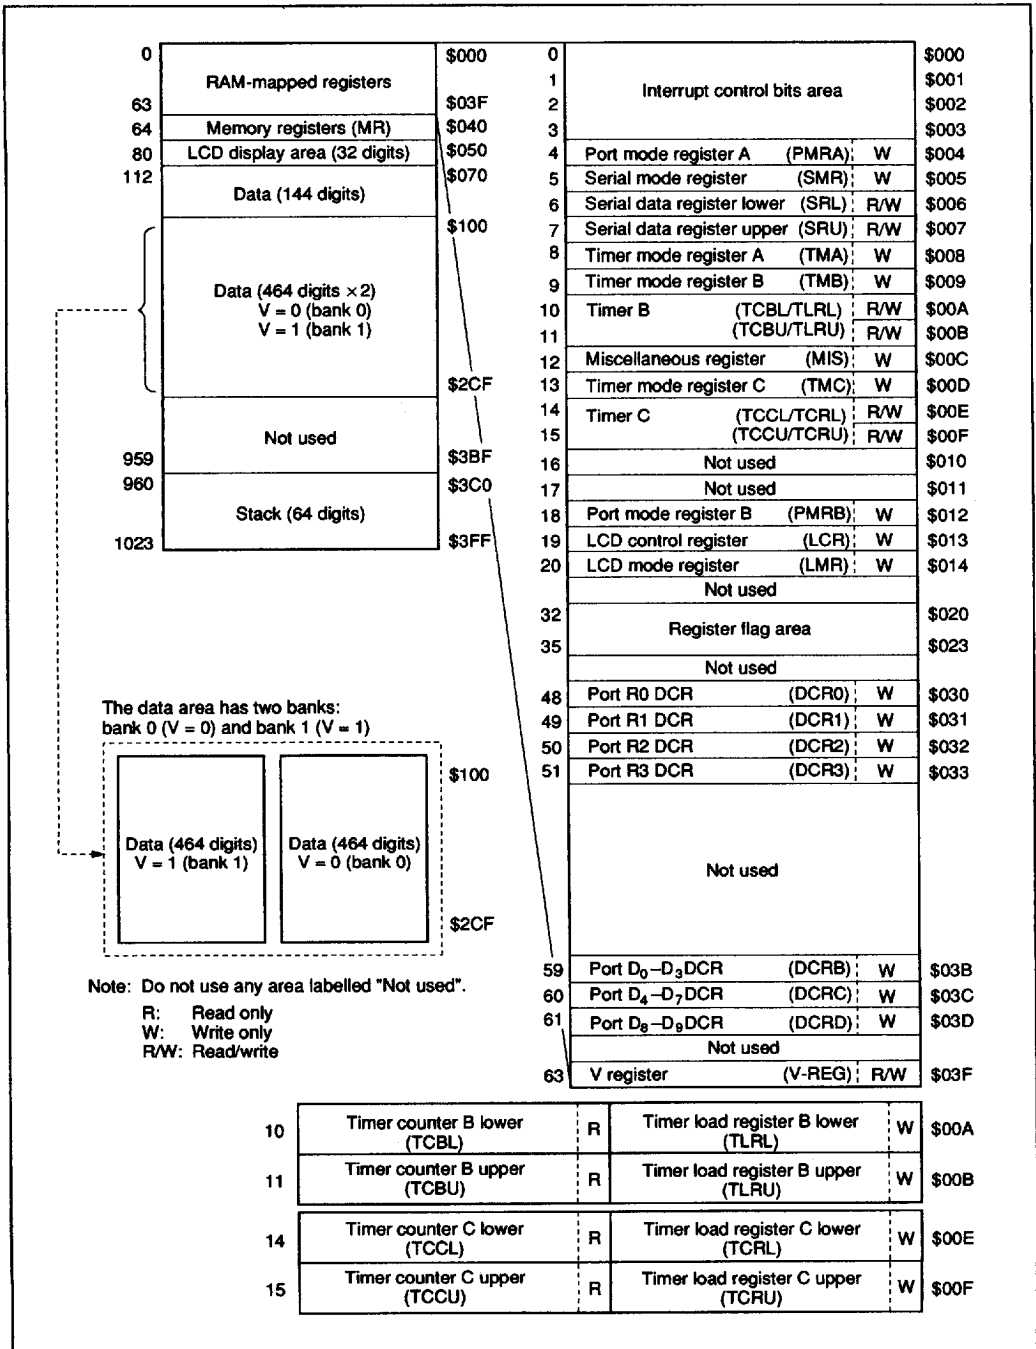 0 $000
RAM-mapped registers
63 $03F
64 Memory registers (MR) $040
80 LCD display area (32 digits) $050
112 $070
Data (144 digits)
$100
Data (464 digits ×2)
V = 0 (bank 0)
V = 1 (bank 1)
$2CF
Not used
959 $3BF
960 $3C0
Stack (64 digits)
1023 $3FF
The data area has two banks:
bank 0 (V = 0) and bank 1 (V = 1)
$100
Data (464 digits) Data (464 digits)
V = 1 (bank 1) V = 0 (bank 0)
$2CF
Note: Do not use any area labelled "Not used".
R: Read only
W: Write only
R/W: Read/write
0 $000
1 $001
Interrupt control bits area
2 $002
3 $003
4 Port mode register A (PMRA) W $004
5 Serial mode register (SMR) W $005
6 Serial data register lower (SRL) R/W $006
7 Serial data register upper (SRU) R/W $007
8 Timer mode register A (TMA) W $008
9 Timer mode register B (TMB) W $009
10 Timer B (TCBL/TLRL) R/W $00A
11 (TCBU/TLRU) R/W $00B
12 Miscellaneous register (MIS) W $00C
13 Timer mode register C (TMC) W $00D
14 Timer C (TCCL/TCRL) R/W $00E
15 (TCCU/TCRU) R/W $00F
16 Not used $010
17 Not used $011
18 Port mode register B (PMRB) W $012
19 LCD control register (LCR) W $013
20 LCD mode register (LMR) W $014
Not used
32 $020
Register flag area
35 $023
Not used
48 Port R0 DCR (DCR0) W $030
49 Port R1 DCR (DCR1) W $031
50 Port R2 DCR (DCR2) W $032
51 Port R3 DCR (DCR3) W $033
Not used
59 Port D₀–D₃DCR (DCRB) W $03B
60 Port D₄–D₇DCR (DCRC) W $03C
61 Port D₈–D₉DCR (DCRD) W $03D
Not used
63 V register (V-REG) R/W $03F
10 Timer counter B lower (TCBL) R Timer load register B lower (TLRL) W $00A
11 Timer counter B upper (TCBU) R Timer load register B upper (TLRU) W $00B
14 Timer counter C lower (TCCL) R Timer load register C lower (TCRL) W $00E
15 Timer counter C upper (TCCU) R Timer load register C upper (TCRU) W $00F